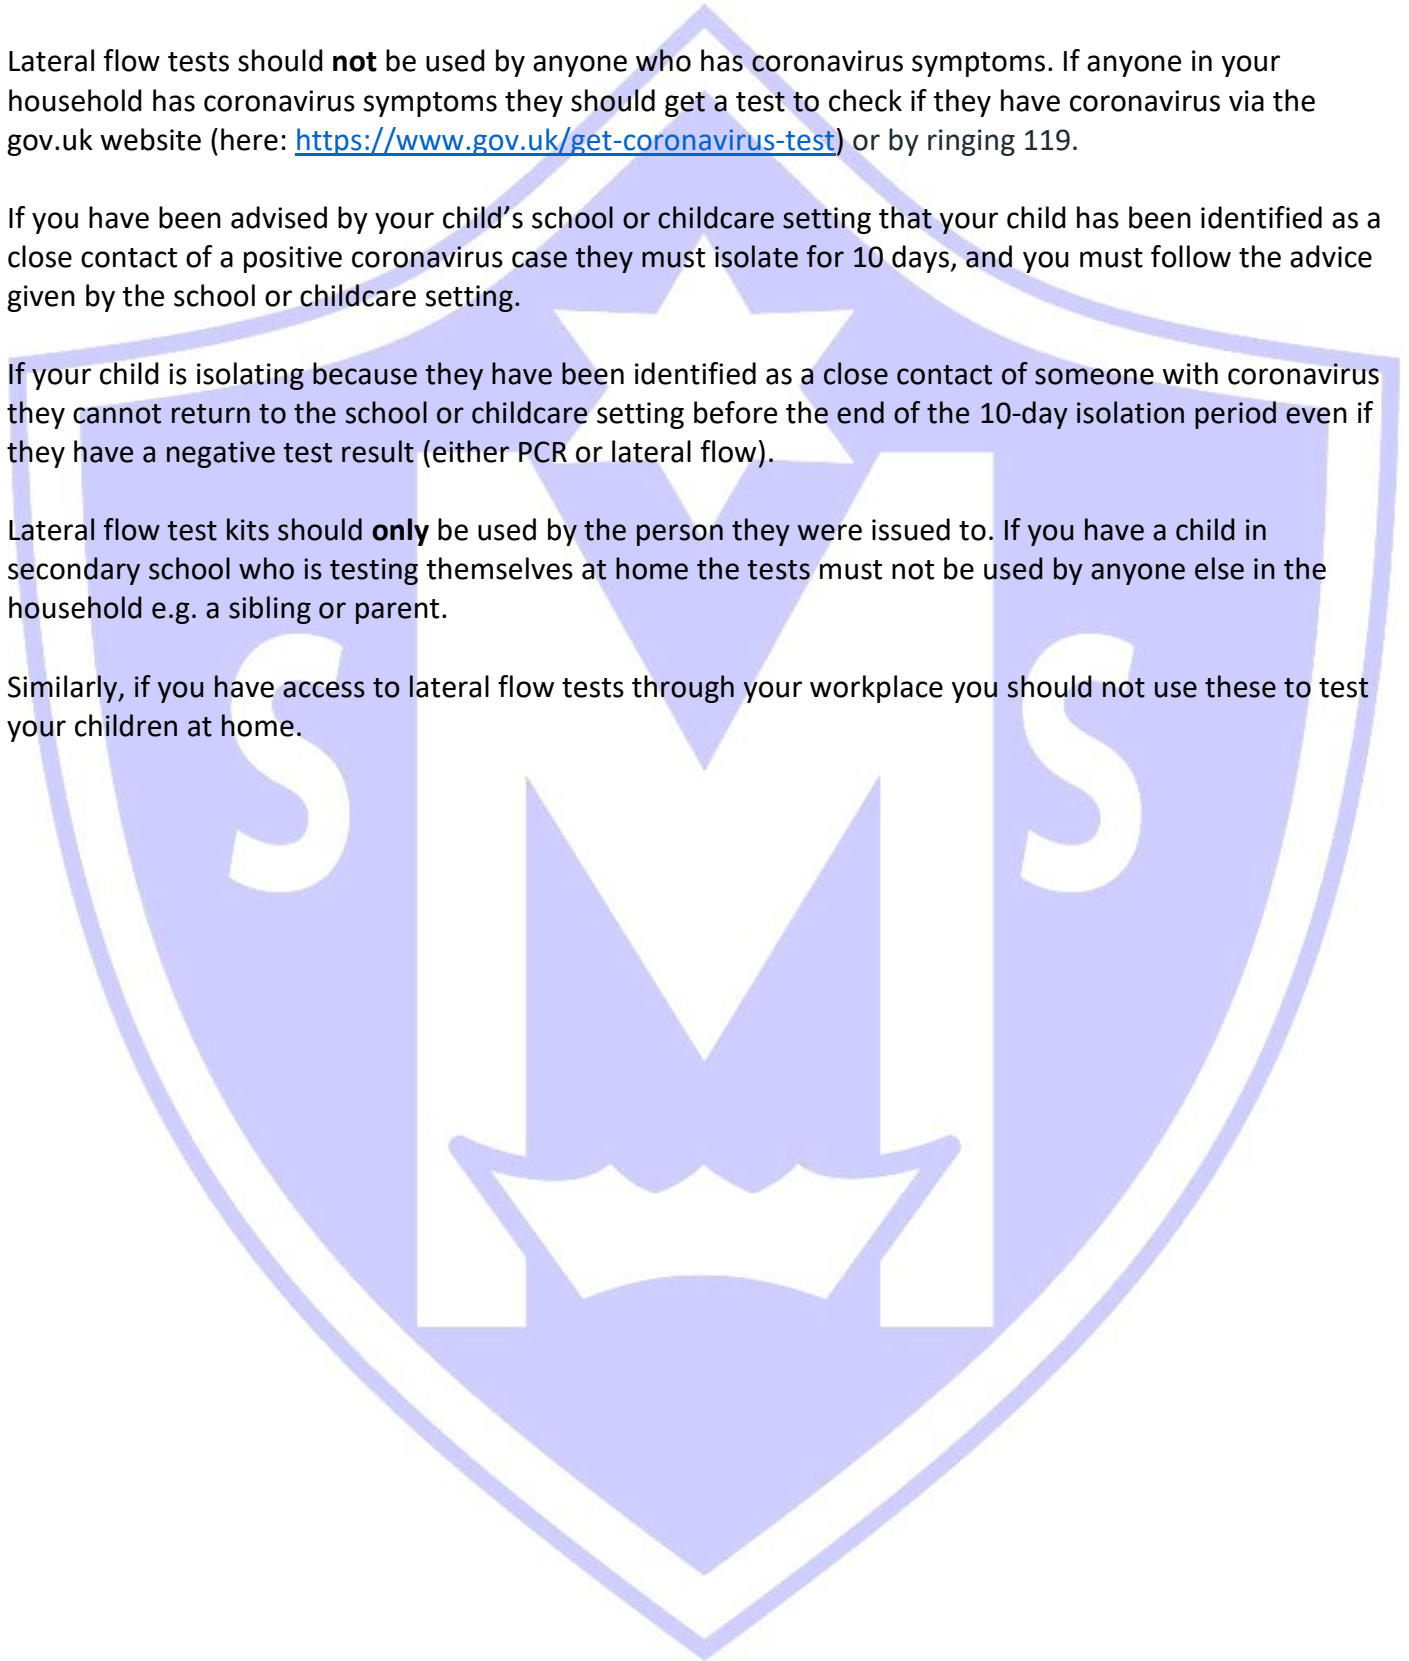 Lateral flow tests should not be used by anyone who has coronavirus symptoms. If anyone in your
household has coronavirus symptoms they should get a test to check if they have coronavirus via the
gov.uk website (here: https://www.gov.uk/get-coronavirus-test) or by ringing 119.
If you have been advised by your child’s school or childcare setting that your child has been identified as a
close contact of a positive coronavirus case they must isolate for 10 days, and you must follow the advice
given by the school or childcare setting.
If your child is isolating because they have been identified as a close contact of someone with coronavirus
they cannot return to the school or childcare setting before the end of the 10-day isolation period even if
they have a negative test result (either PCR or lateral flow).
Lateral flow test kits should only be used by the person they were issued to. If you have a child in
secondary school who is testing themselves at home the tests must not be used by anyone else in the
household e.g. a sibling or parent.
Similarly, if you have access to lateral flow tests through your workplace you should not use these to test
your children at home.
S M S